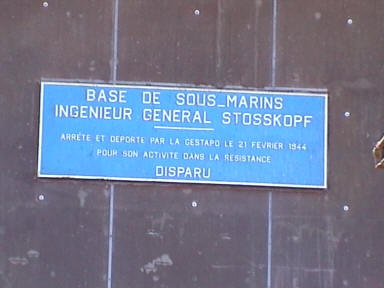 BASE DE SOUS_MARINS
INGENIEUR GENERAL STOSSKOPF
ARRÉTE ET DEPORTE PAR LA GESTAPO LE 21 FEVRIER 1944
POUR SON ACTIVITE DANS LA RESISTANCE
DISPARU